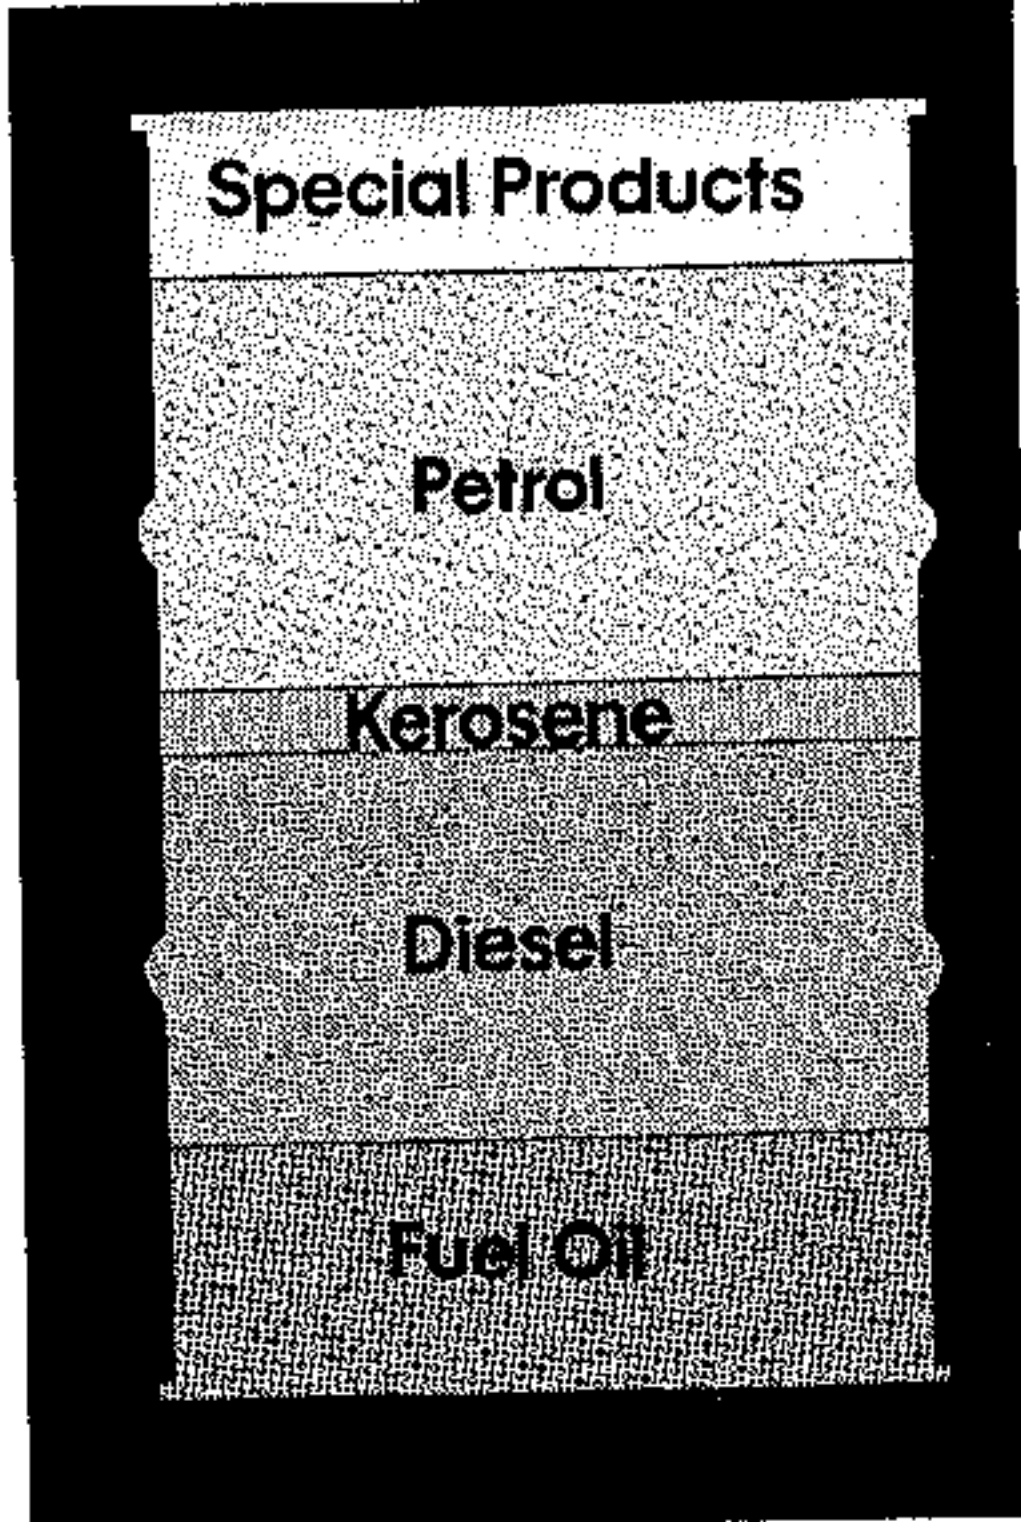 Special Products
Petrol
Kerosene
Diesel
Fuel Oil